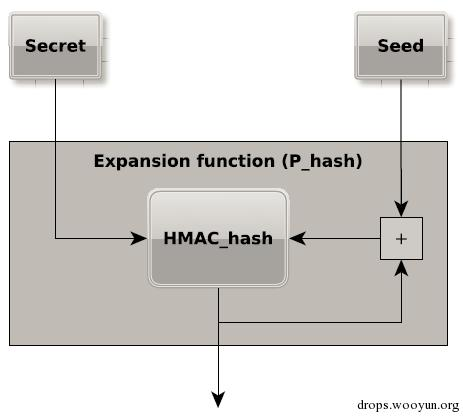 Secret
Seed
Expansion function (P_hash)
HMAC_hash
+
drops.wooyun.org